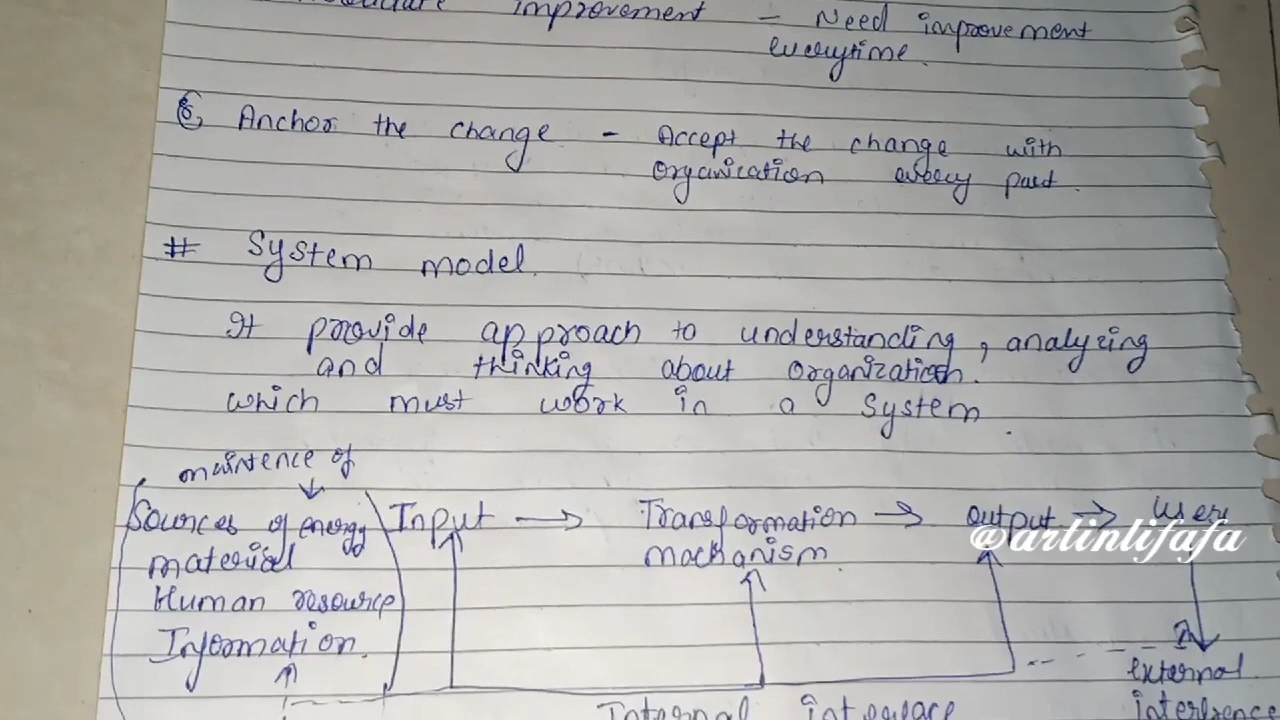 improvement - Need improvement
everytime.
⑥ Anchor the change - Accept the change with
organication every part.
# System model.
It provide approach to understanding, analyzing
and thinking about organization.
which must work in a system.
maintence of
Sources of energy Input → Transformation → output → users
@artinlifafa
material mechanism.
Human resource
Information.
external
Internal interface interference